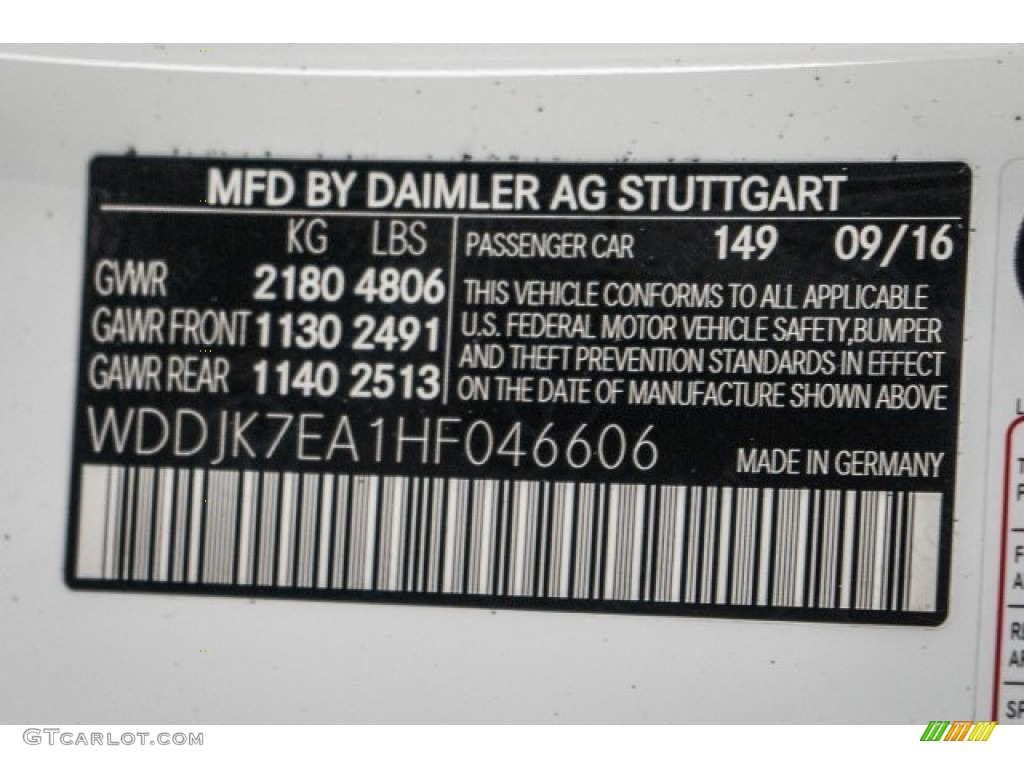 MFD BY DAIMLER AG STUTTGART
KG LBS
GVWR 2180 4806
GAWR FRONT 1130 2491
GAWR REAR 1140 2513
PASSENGER CAR 149 09/16
THIS VEHICLE CONFORMS TO ALL APPLICABLE
U.S. FEDERAL MOTOR VEHICLE SAFETY,BUMPER
AND THEFT PREVENTION STANDARDS IN EFFECT
ON THE DATE OF MANUFACTURE SHOWN ABOVE
WDDJK7EA1HF046606
MADE IN GERMANY
GTCARLOT.COM